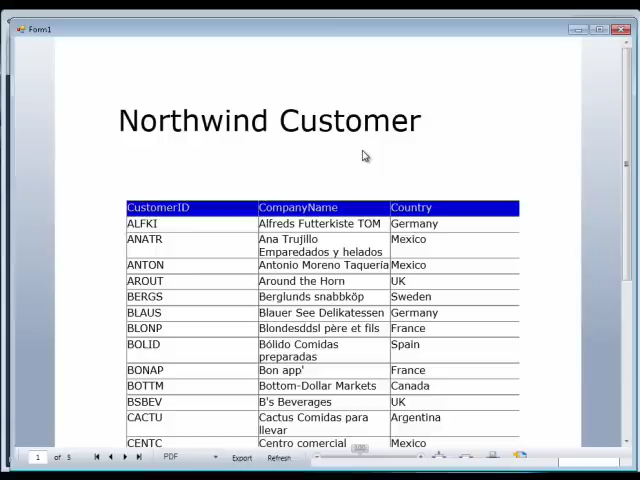 Form1
Northwind Customer
CustomerID CompanyName Country
ALFKI Alfreds Futterkiste TOM Germany
ANATR Ana Trujillo Mexico
Emparedados y helados
ANTON Antonio Moreno Taquería Mexico
AROUT Around the Horn UK
BERGS Berglunds snabbköp Sweden
BLAUS Blauer See Delikatessen Germany
BLONP Blondesddsl père et fils France
BOLID Bólido Comidas Spain
preparadas
BONAP Bon app' France
BOTTM Bottom-Dollar Markets Canada
BSBEV B's Beverages UK
CACTU Cactus Comidas para Argentina
llevar
CENTC Centro comercial Mexico
1 of 5 PDF Export Refresh 100